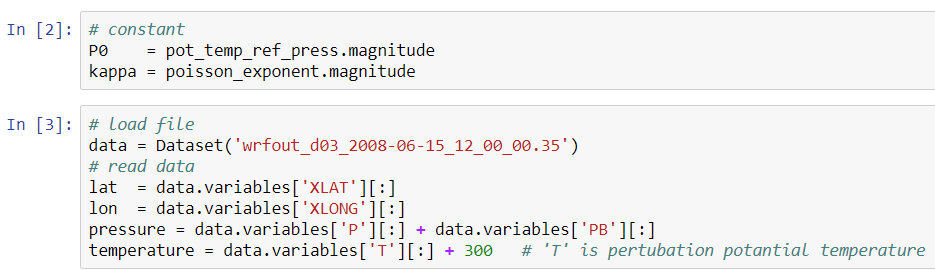 In [2]: # constant
P0    = pot_temp_ref_press.magnitude
kappa = poisson_exponent.magnitude
In [3]: # load file
data = Dataset('wrfout_d03_2008-06-15_12_00_00.35')
# read data
lat  = data.variables['XLAT'][:]
lon  = data.variables['XLONG'][:]
pressure = data.variables['P'][:] + data.variables['PB'][:]
temperature = data.variables['T'][:] + 300   # 'T' is pertubation potantial temperature